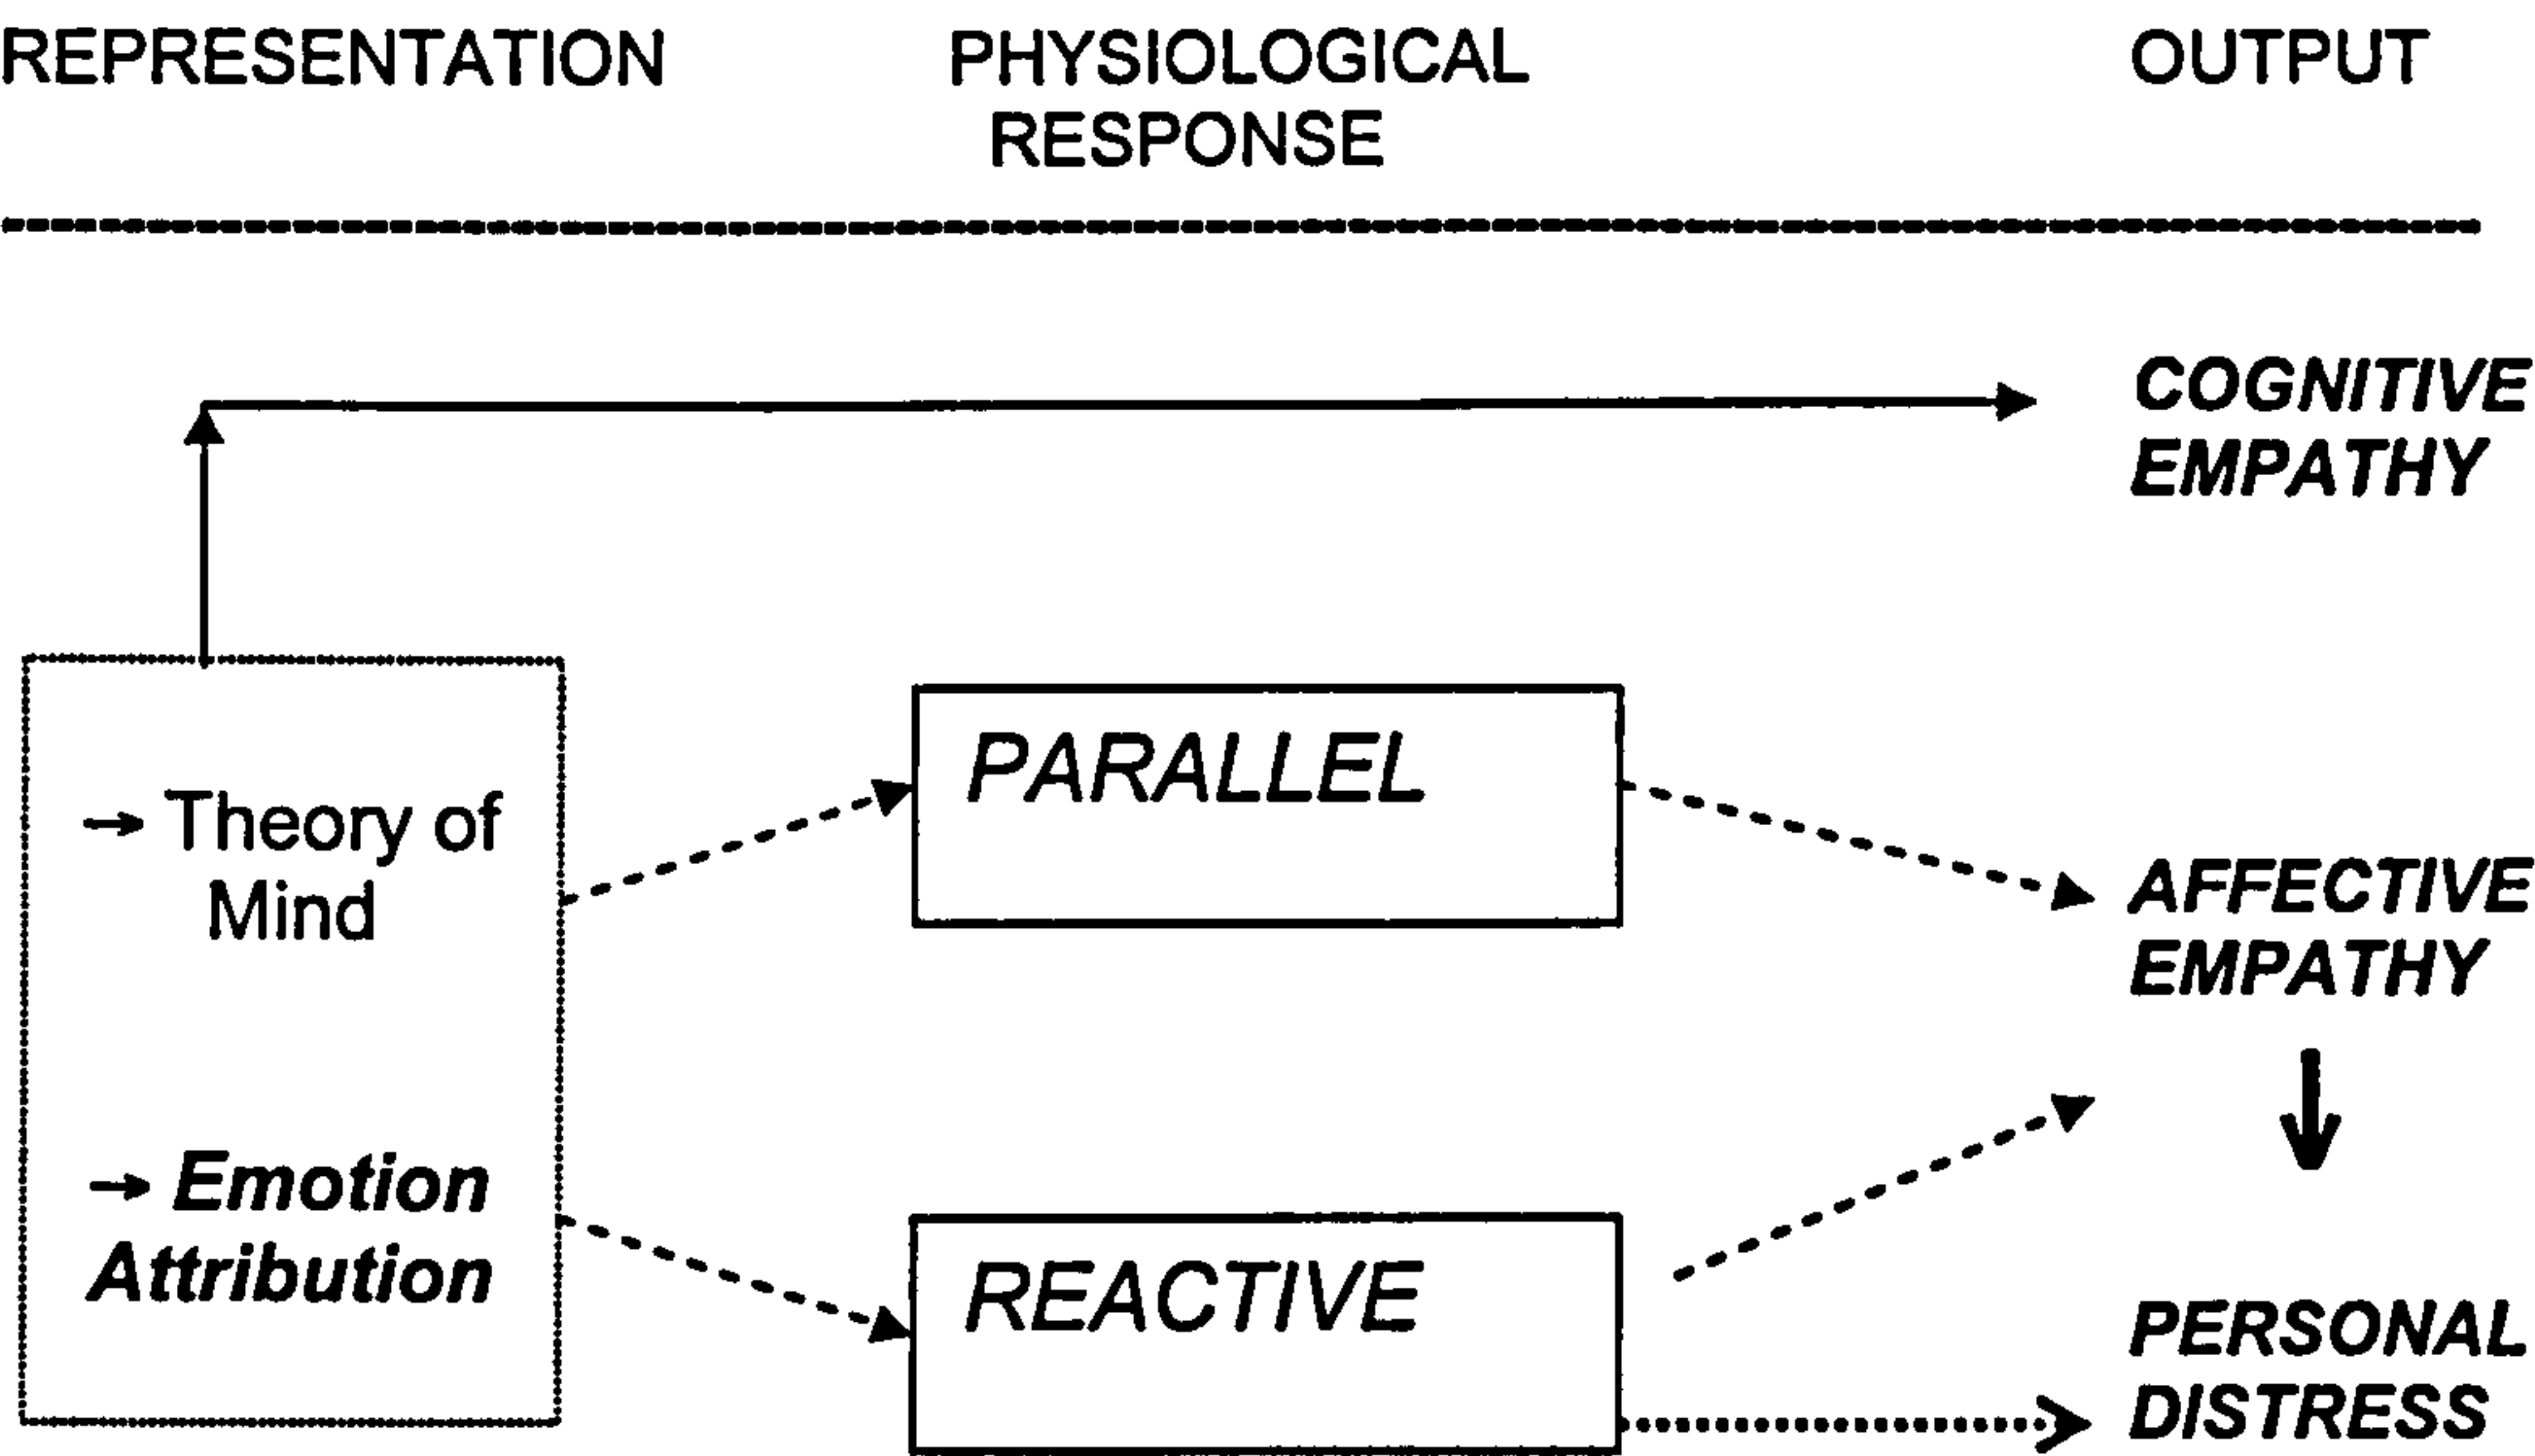 REPRESENTATION
PHYSIOLOGICAL
RESPONSE
OUTPUT
COGNITIVE
EMPATHY
→ Theory of
Mind
→ Emotion
Attribution
PARALLEL
REACTIVE
AFFECTIVE
EMPATHY
PERSONAL
DISTRESS